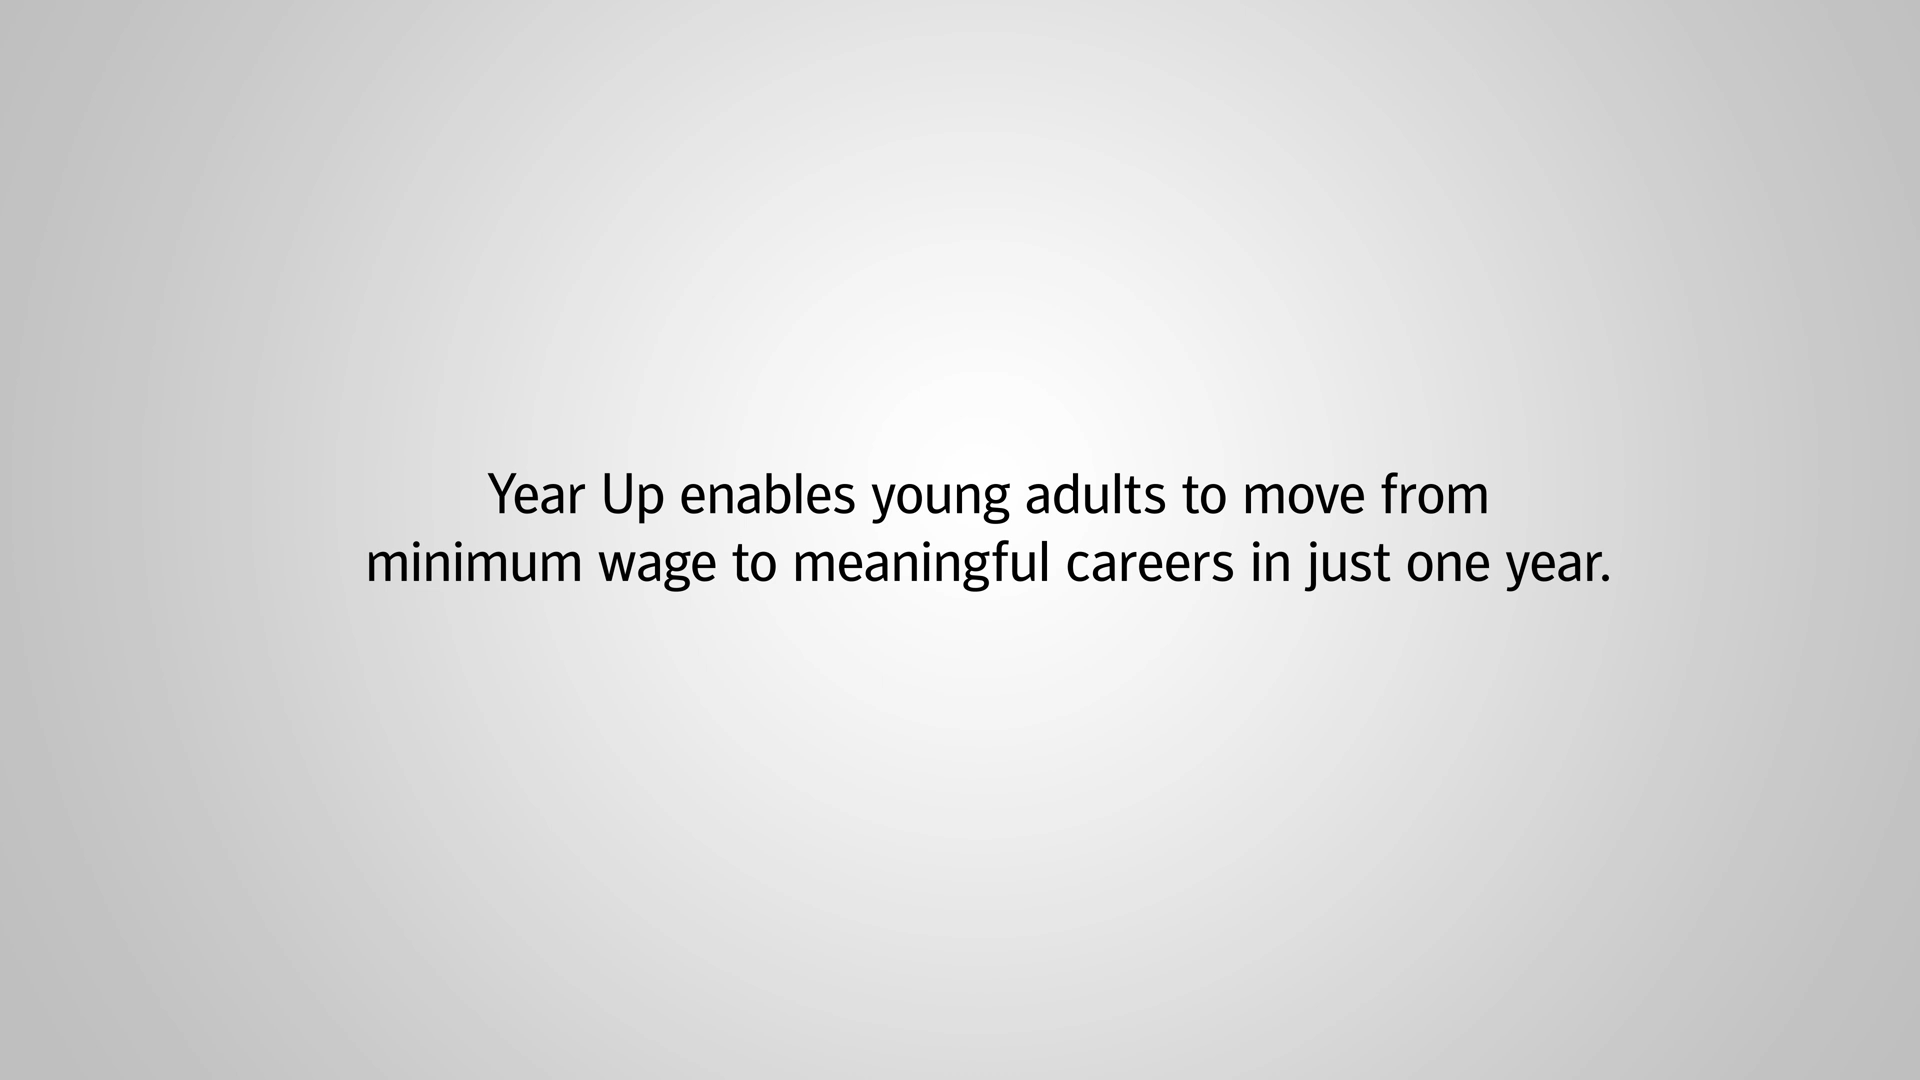 Year Up enables young adults to move from
minimum wage to meaningful careers in just one year.